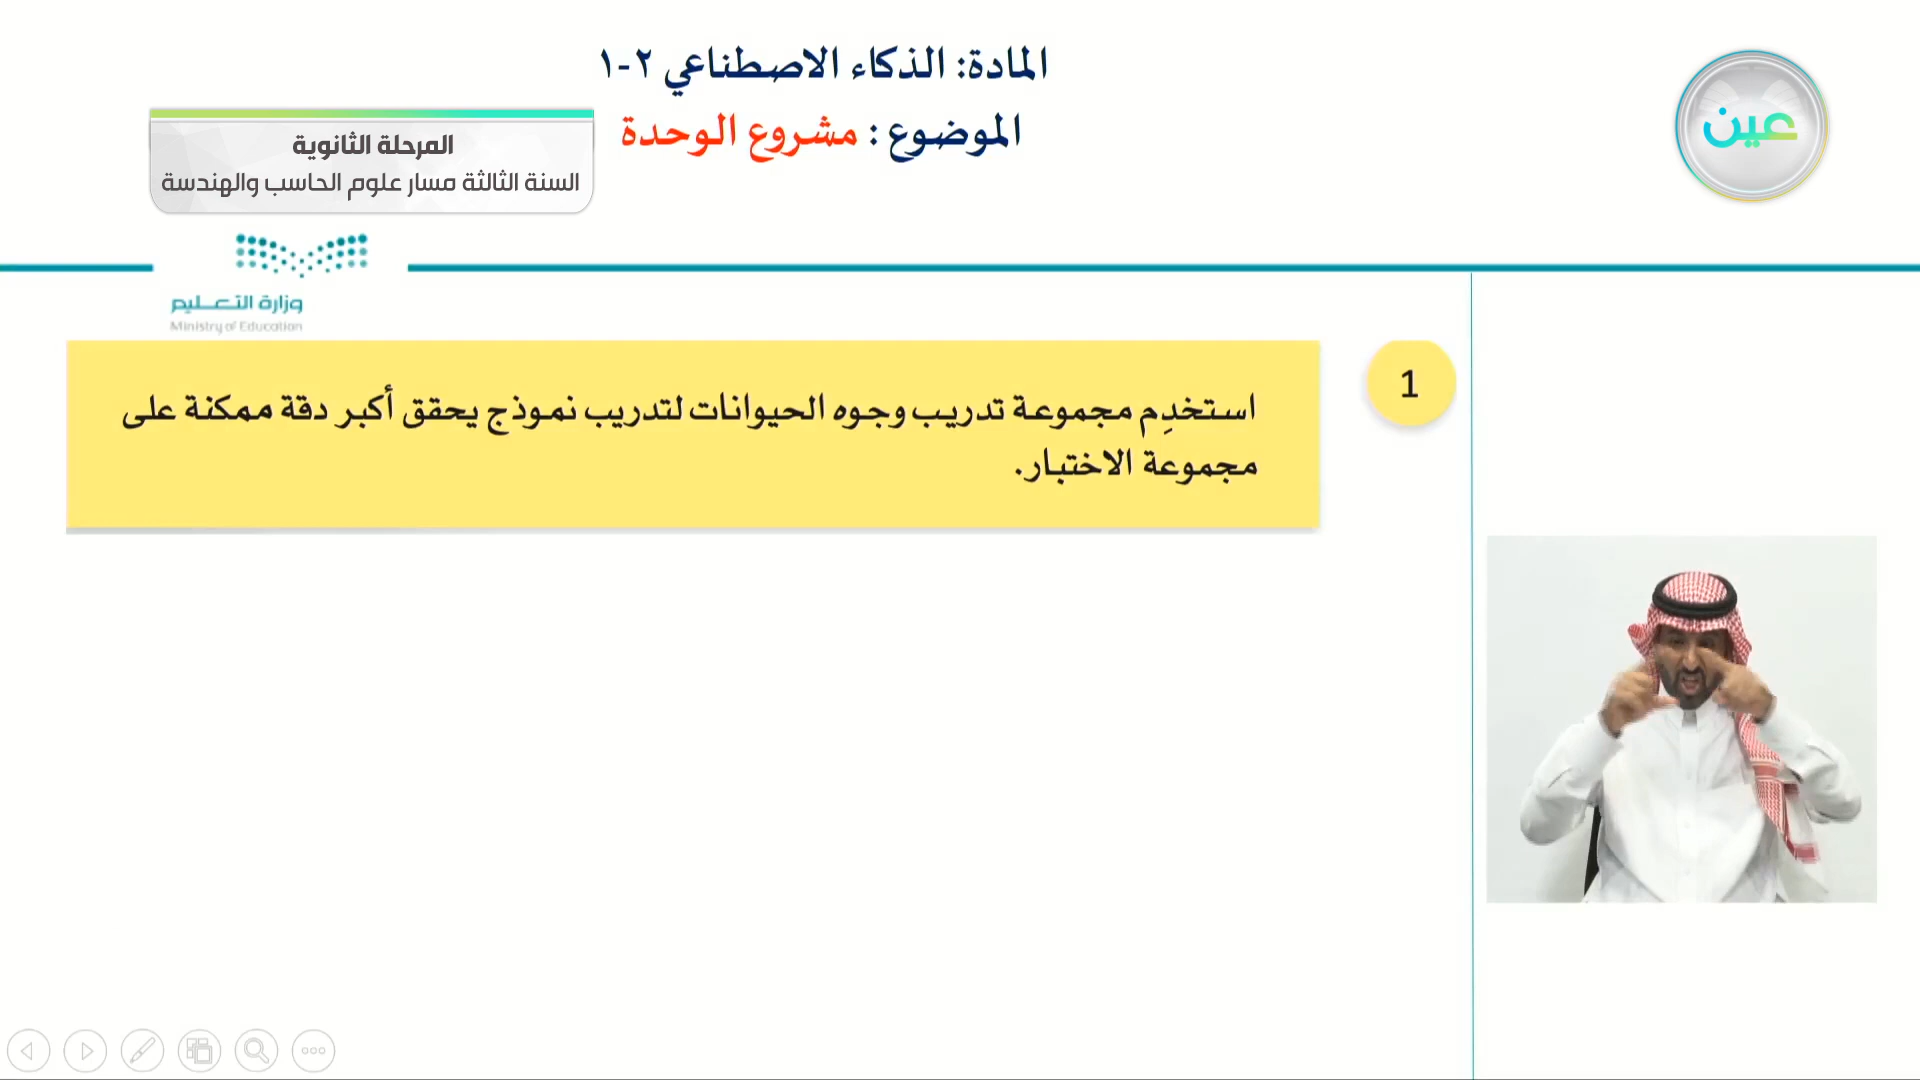 المادة: الذكاء الاصطناعي ٢-١
الموضوع : مشروع الوحدة
عين
المرحلة الثانوية
السنة الثالثة مسار علوم الحاسب والهندسة
وزارة التعـــليم
Ministry of Education
1
استخدِم مجموعة تدريب وجوه الحيوانات لتدريب نموذج يحقق أكبر دقة ممكنة على
مجموعة الاختبار.